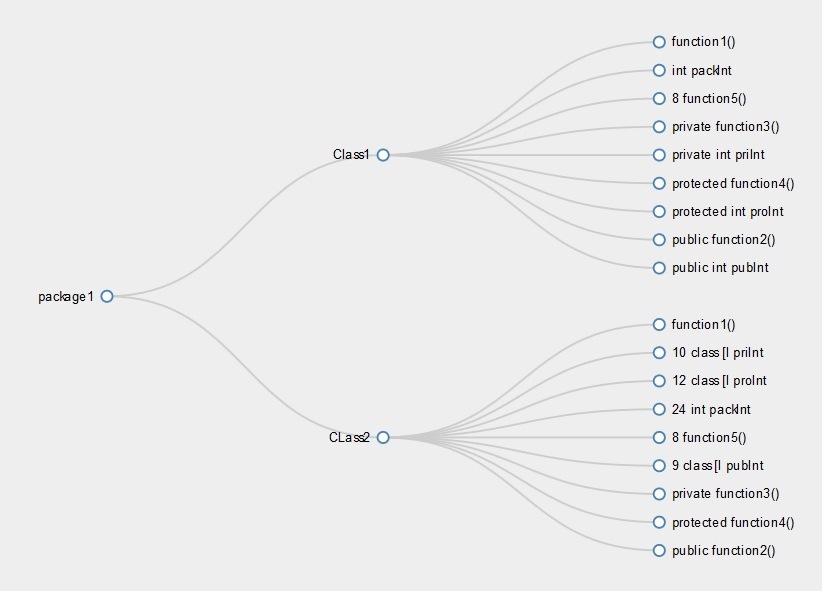 package1
Class1
function1()
int packInt
8 function5()
private function3()
private int priInt
protected function4()
protected int proInt
public function2()
public int pubInt
CLass2
function1()
10 class [I priInt
12 class [I proInt
24 int packInt
8 function5()
9 class[I pubInt
private function3()
protected function4()
public function2()